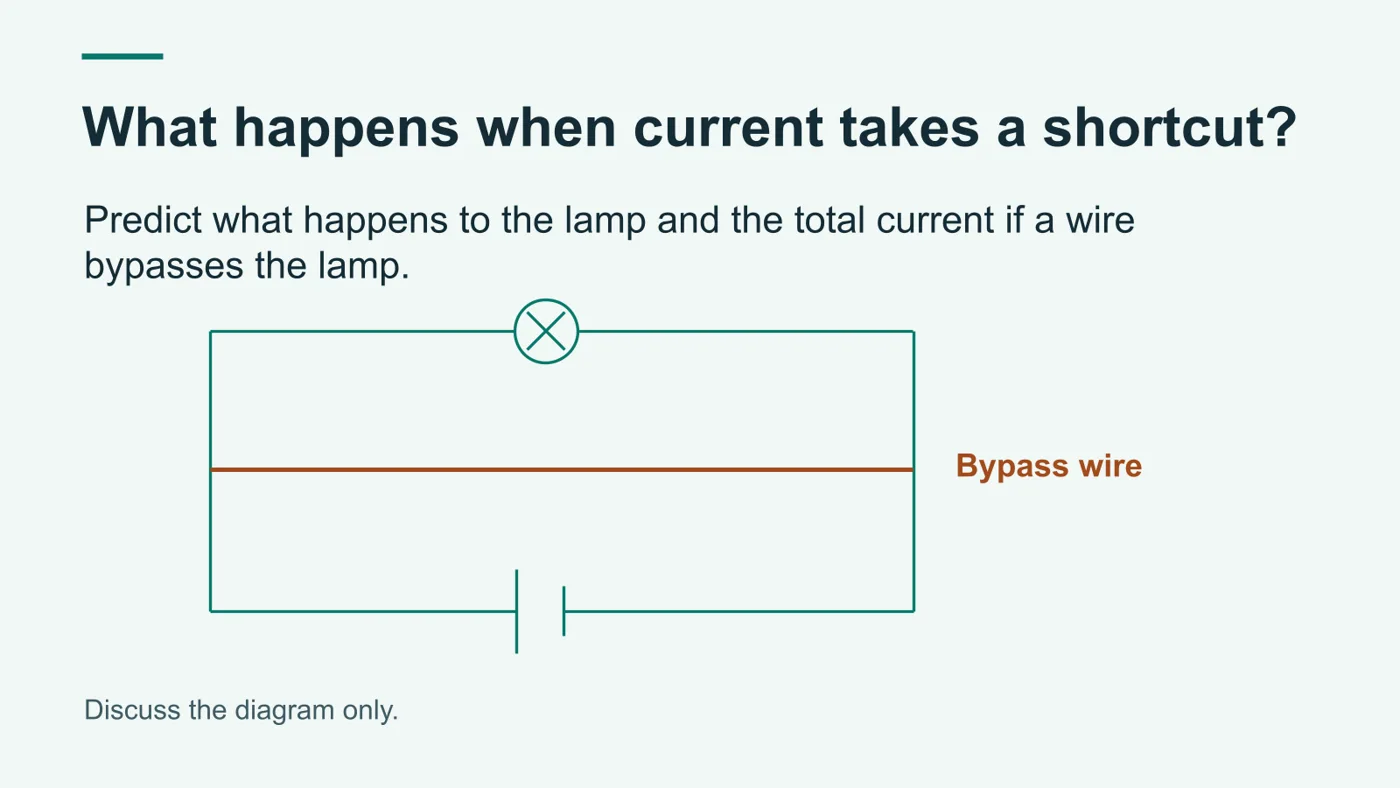 What happens when current takes a shortcut?
Predict what happens to the lamp and the total current if a wire
bypasses the lamp.
Bypass wire
Discuss the diagram only.